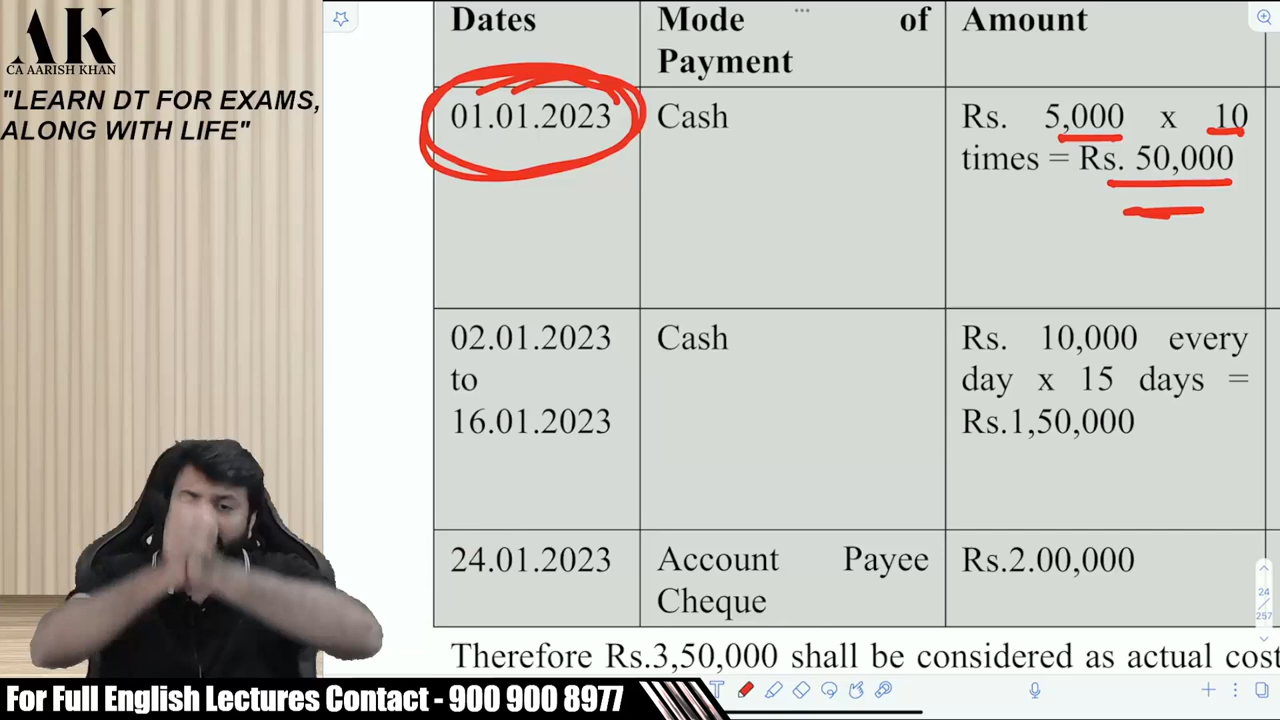 AK
CA AARISH KHAN
"LEARN DT FOR EXAMS,
ALONG WITH LIFE"
Dates
Mode of
Payment
Amount
01.01.2023
Cash
Rs. 5,000 x 10
times = Rs. 50,000
02.01.2023
to
16.01.2023
Cash
Rs. 10,000 every
day x 15 days =
Rs.1,50,000
24.01.2023
Account Payee
Cheque
Rs.2.00,000
Therefore Rs.3,50,000 shall be considered as actual cost
24
257
For Full English Lectures Contact - 900 900 8977